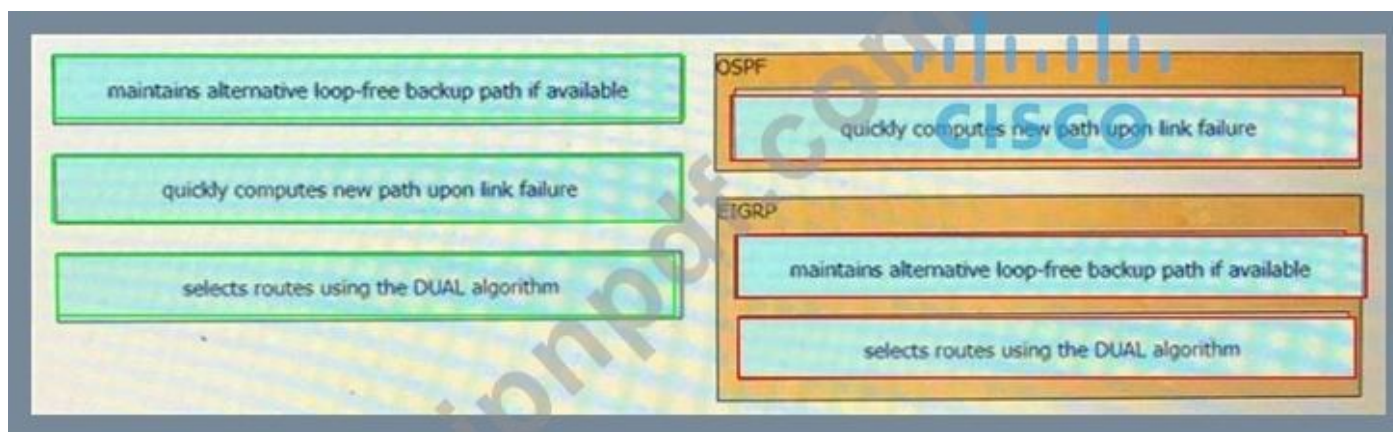 maintains alternative loop-free backup path if available
quickly computes new path upon link failure
selects routes using the DUAL algorithm
OSPF
quickly computes new path upon link failure
EIGRP
maintains alternative loop-free backup path if available
selects routes using the DUAL algorithm
CISCO
ionpdf.com